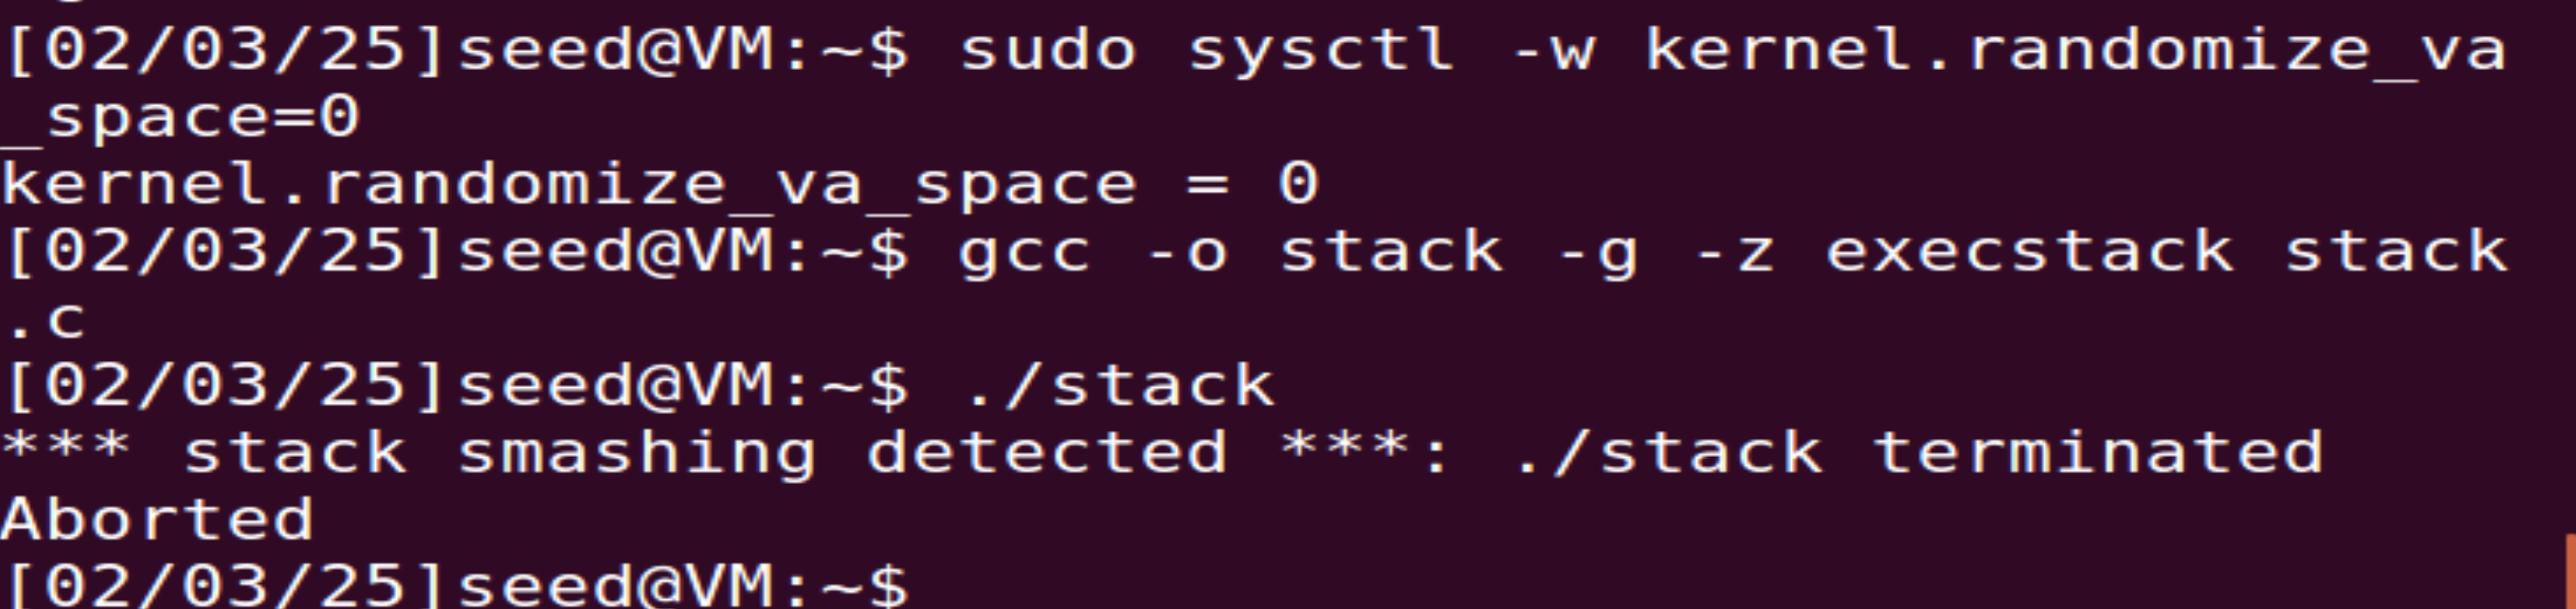 [02/03/25]seed@VM:~$ sudo sysctl -w kernel.randomize_va
_space=0
kernel.randomize_va_space = 0
[02/03/25]seed@VM:~$ gcc -o stack -g -z execstack stack
.c
[02/03/25]seed@VM:~$ ./stack
*** stack smashing detected ***: ./stack terminated
Aborted
[02/03/25]seed@VM:~$